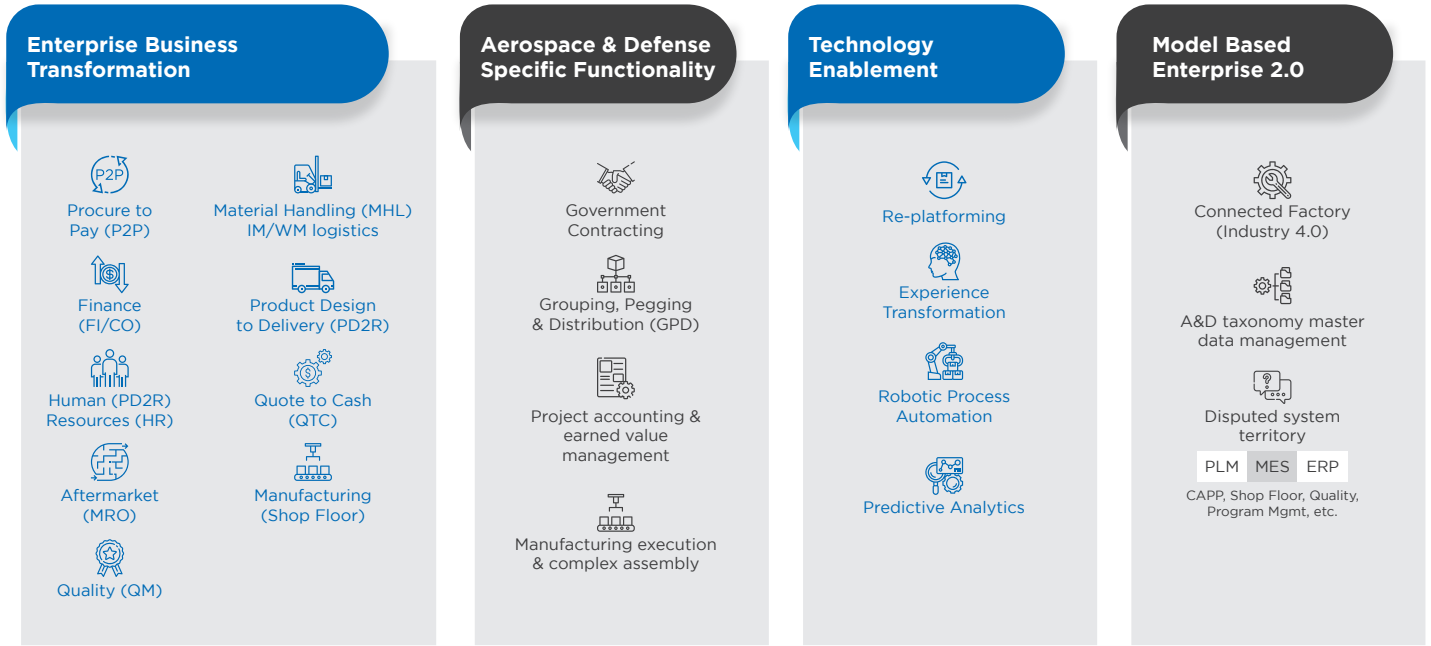 Enterprise Business
Transformation
P2P
Procure to
Pay (P2P)
Material Handling (MHL)
IM/WM logistics
Finance
(FI/CO)
Product Design
to Delivery (PD2R)
Human (PD2R)
Resources (HR)
Quote to Cash
(QTC)
Aftermarket
(MRO)
Manufacturing
(Shop Floor)
Quality (QM)
Aerospace & Defense
Specific Functionality
Government
Contracting
Grouping, Pegging
& Distribution (GPD)
Project accounting &
earned value
management
Manufacturing execution
& complex assembly
Technology
Enablement
Re-platforming
Experience
Transformation
Robotic Process
Automation
Predictive Analytics
Model Based
Enterprise 2.0
Connected Factory
(Industry 4.0)
A&D taxonomy master
data management
Disputed system
territory
PLM MES ERP
CAPP, Shop Floor, Quality,
Program Mgmt, etc.